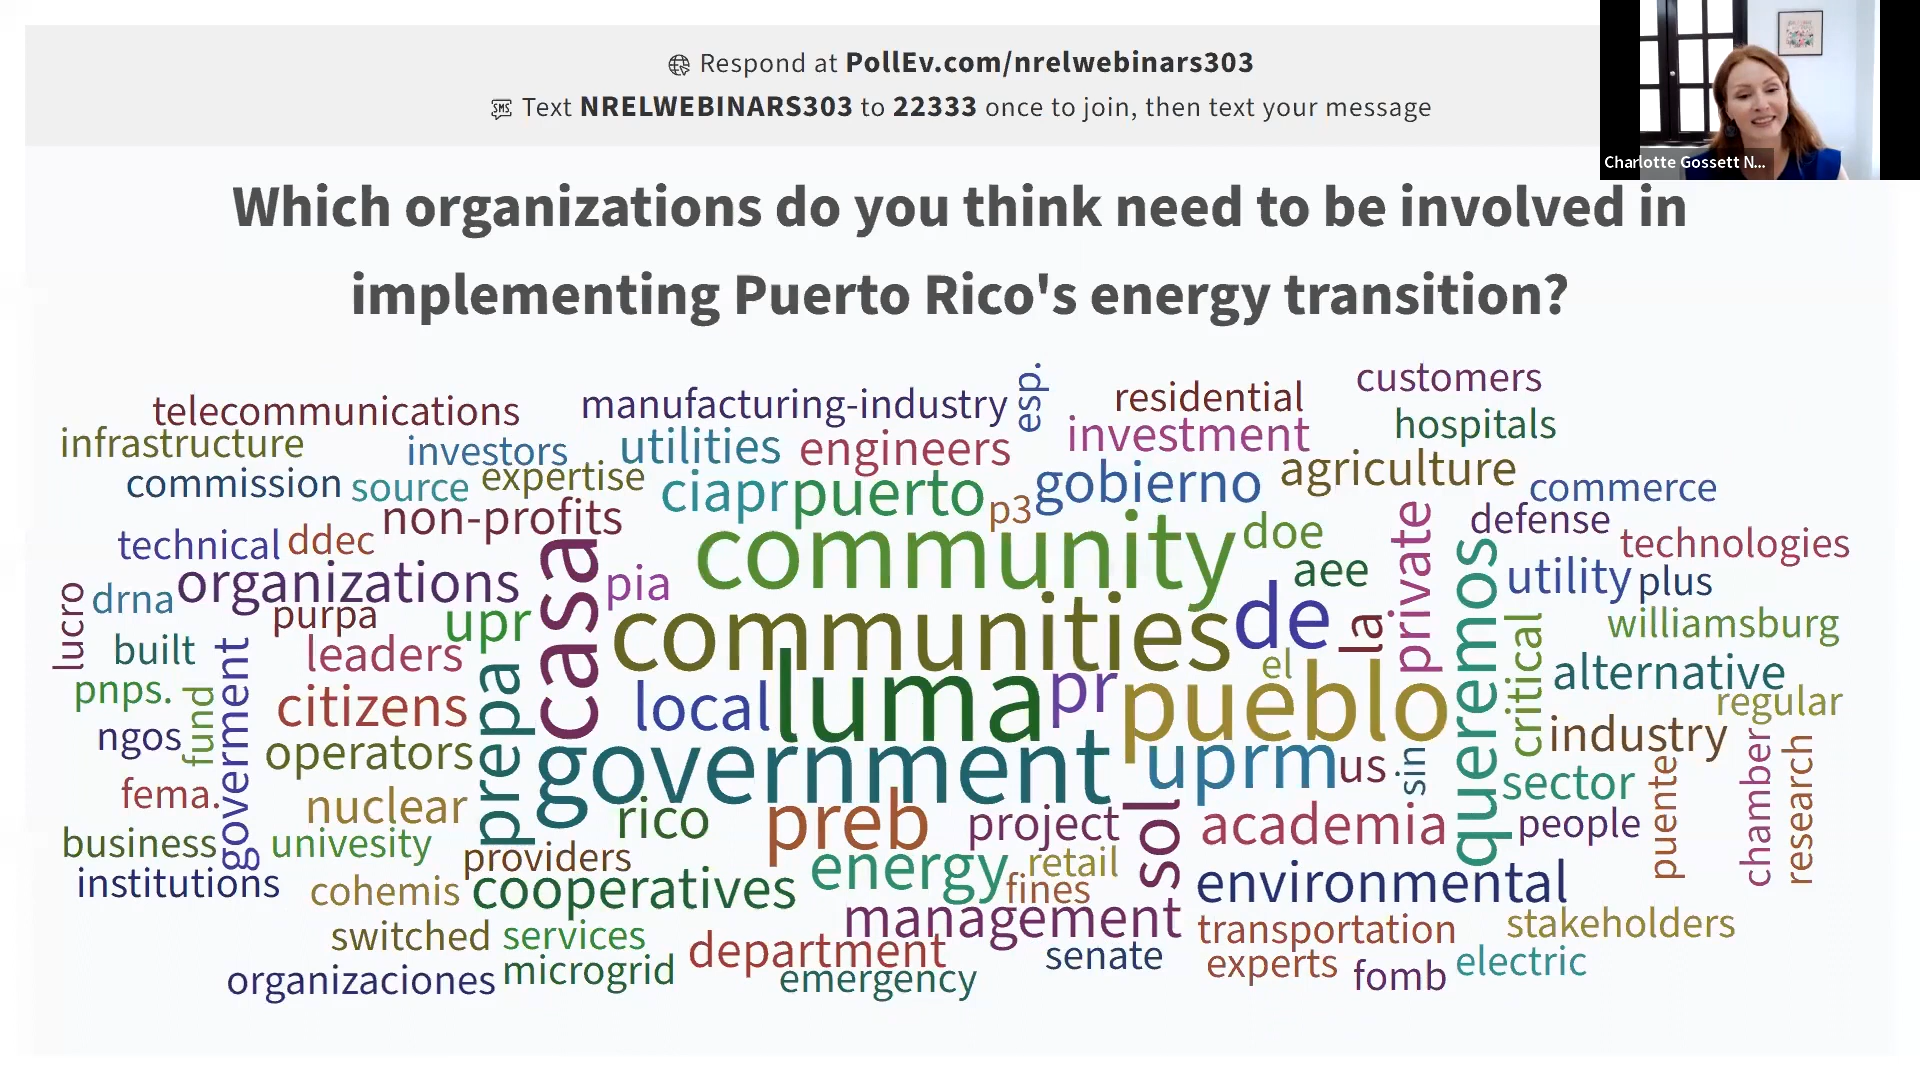 Respond at PollEv.com/nrelwebinars303
Text NRELWEBINARS303 to 22333 once to join, then text your message
Charlotte Gossett N...
Which organizations do you think need to be involved in
implementing Puerto Rico's energy transition?
customers
telecommunications
manufacturing-industry
esp.
residential
hospitals
infrastructure
investors
utilities
engineers
investment
commission
source
expertise
ciapr
puerto
p3
gobierno
agriculture
commerce
non-profits
technical
ddec
casa
community
doe
private
defense
technologies
lucro
drna
organizations
pia
aee
queremos
utility
plus
purpa
upr
communities
de
la
critical
williamsburg
built
leaders
el
alternative
pnps.
fund
government
citizens
prepa
local
luma
pr
pueblo
regular
ngos
operators
government
uprm
us
sin
industry
chamber
research
fema.
nuclear
rico
preb
project
sol
academia
sector
people
puente
business
univesity
providers
energy
retail
institutions
cohemis
cooperatives
fines
environmental
management
switched
services
department
senate
transportation
stakeholders
organizaciones
microgrid
emergency
experts
fomb
electric